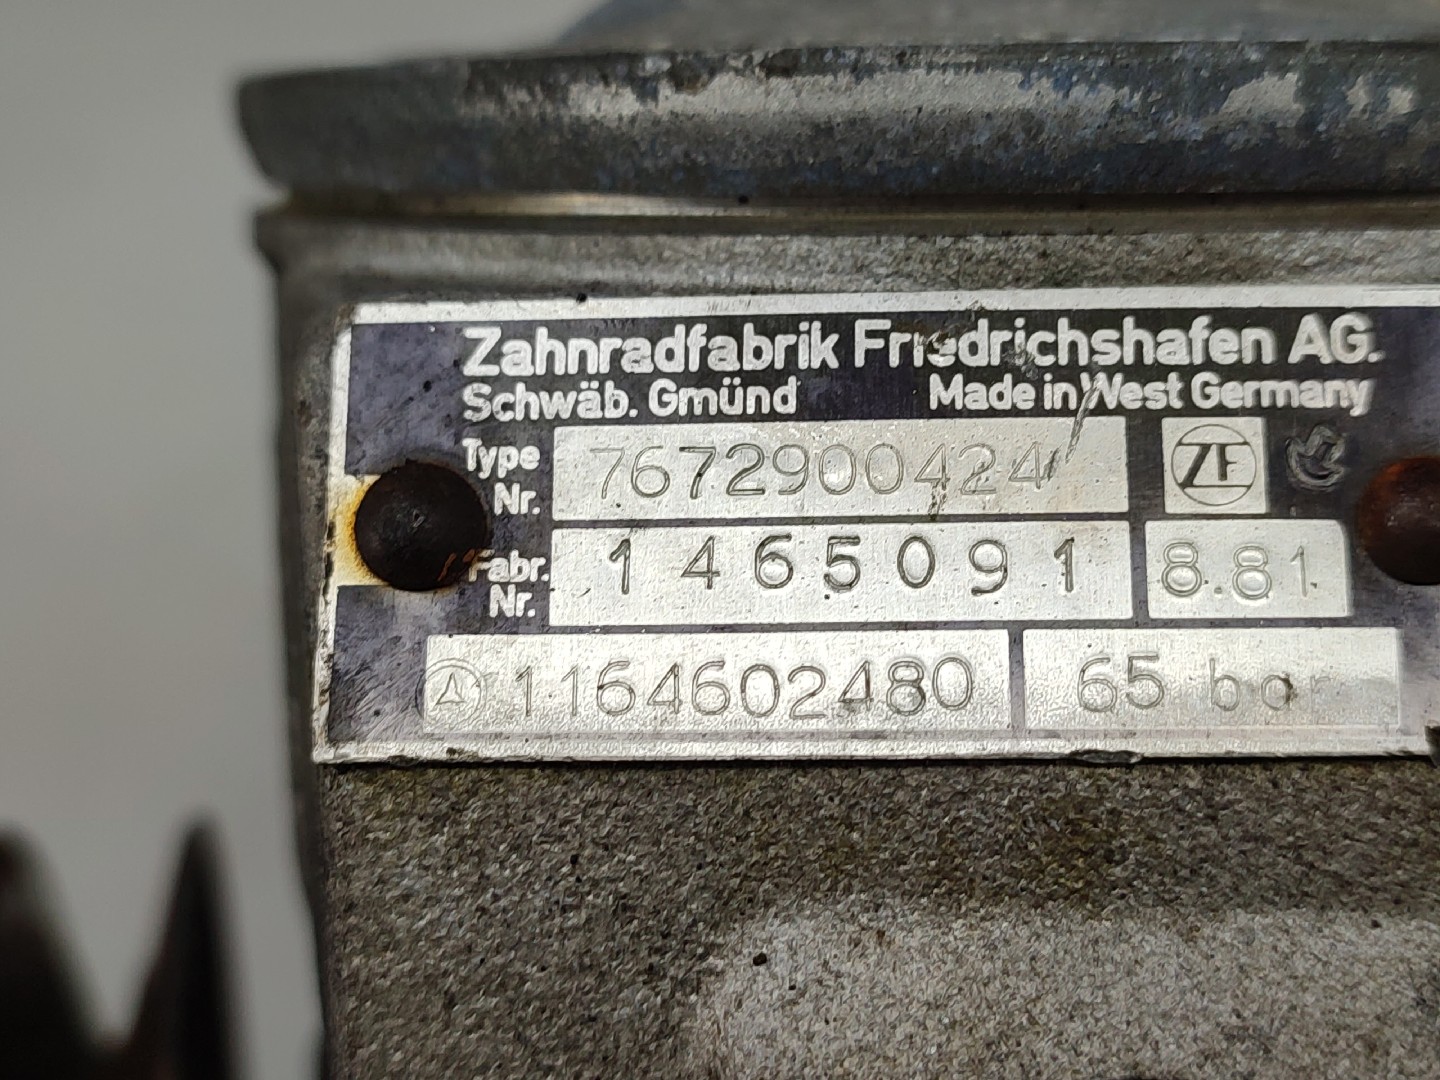 Zahnradfabrik Friedrichshafen AG.
Schwäb. Gmünd Made in West Germany
Type Nr. 7672900424 ZF
Fabr. Nr. 1465091 8.81
1164602480 65 bar